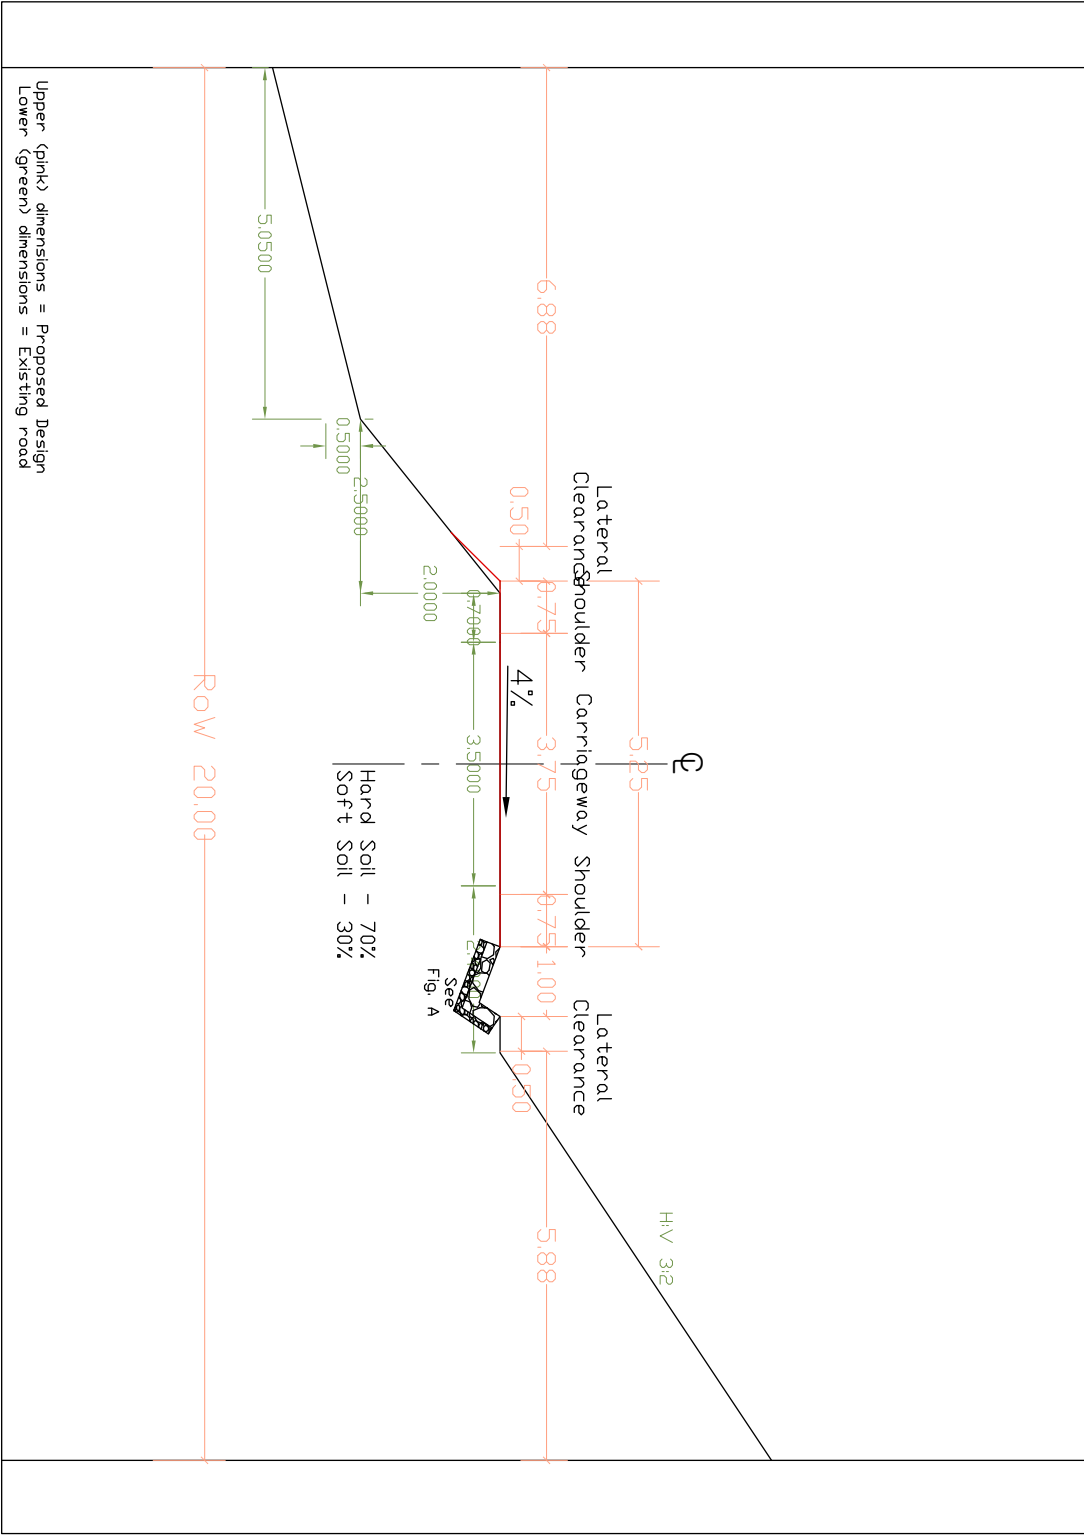 ℄
5.25
Lateral
Clearance
Shoulder
Carriageway
Shoulder
Lateral
Clearance
6.88
0.75
3.75
0.75
1.00
5.88
0.50
0.50
H:V 3:2
4%
0.7000
3.5000
2.0000
See
Fig. A
2.5000
0.5000
Hard Soil - 70%
Soft Soil - 30%
5.0500
RoW 20.00
Upper (pink) dimensions = Proposed Design
Lower (green) dimensions = Existing road